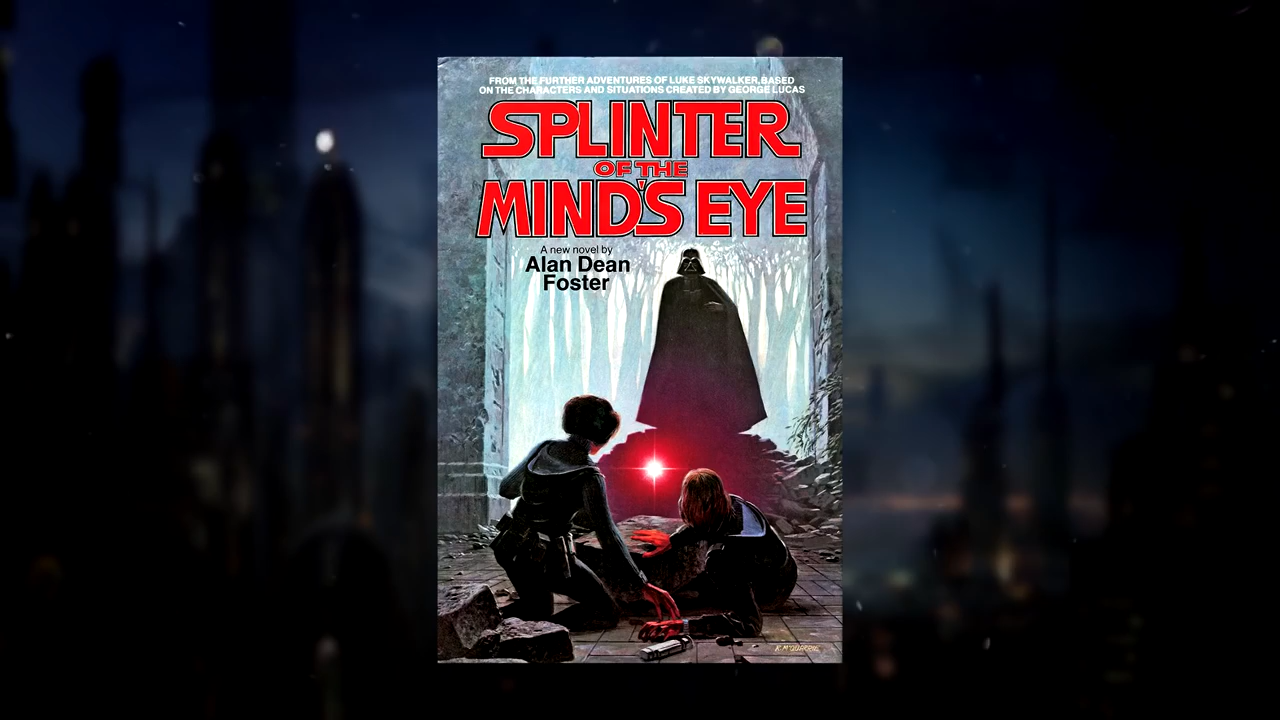 FROM THE FURTHER ADVENTURES OF LUKE SKYWALKER, BASED
ON THE CHARACTERS AND SITUATIONS CREATED BY GEORGE LUCAS
SPLINTER
OF THE
MIND'S EYE
A new novel by
Alan Dean
Foster